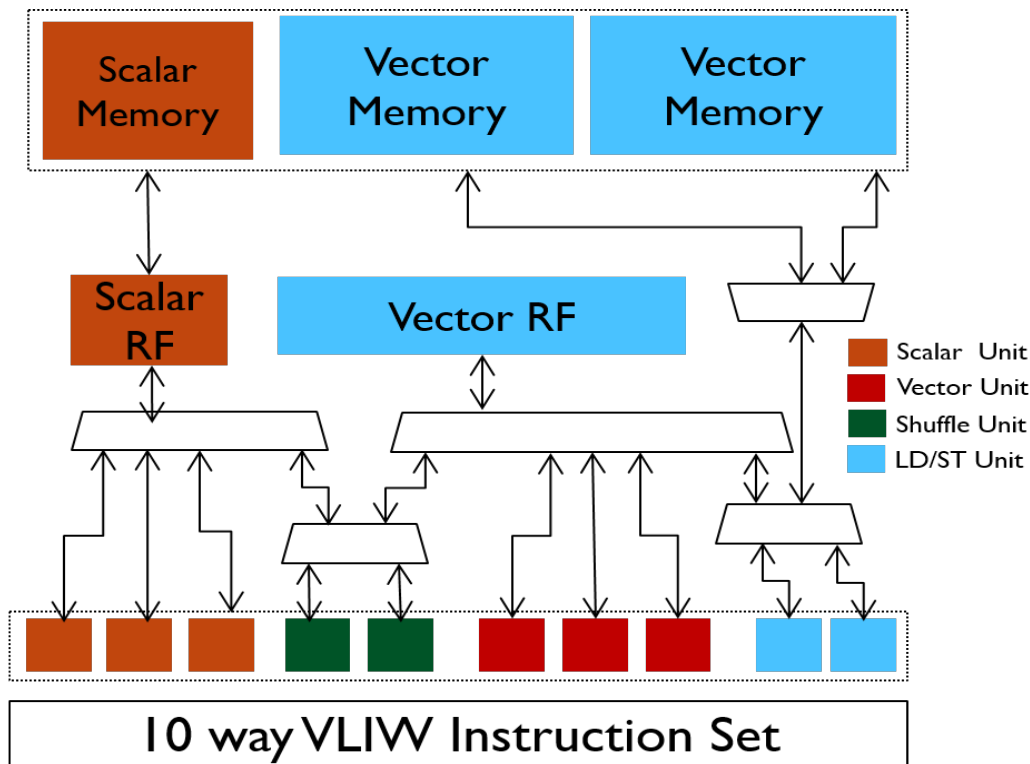 Scalar
Memory
Vector
Memory
Vector
Memory
Scalar
RF
Vector RF
Scalar Unit
Vector Unit
Shuffle Unit
LD/ST Unit
10 way VLIW Instruction Set